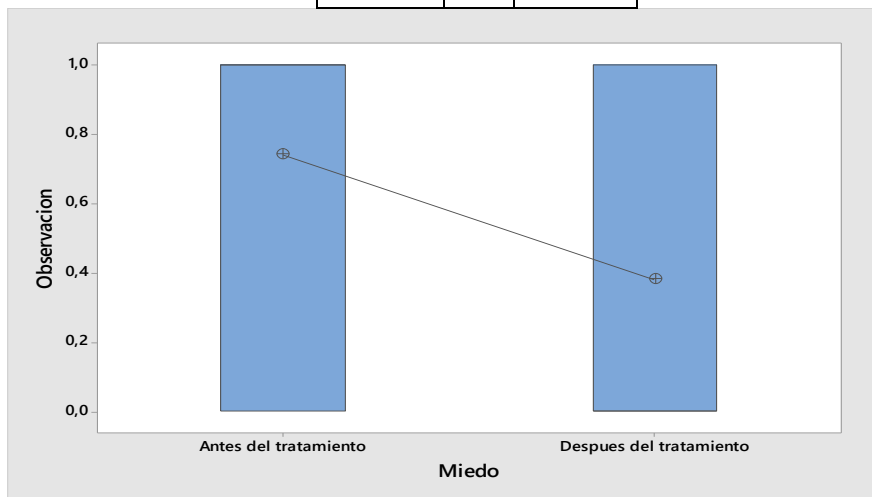 1,0
0,8
0,6
0,4
0,2
0,0
Observacion
Antes del tratamiento
Despues del tratamiento
Miedo